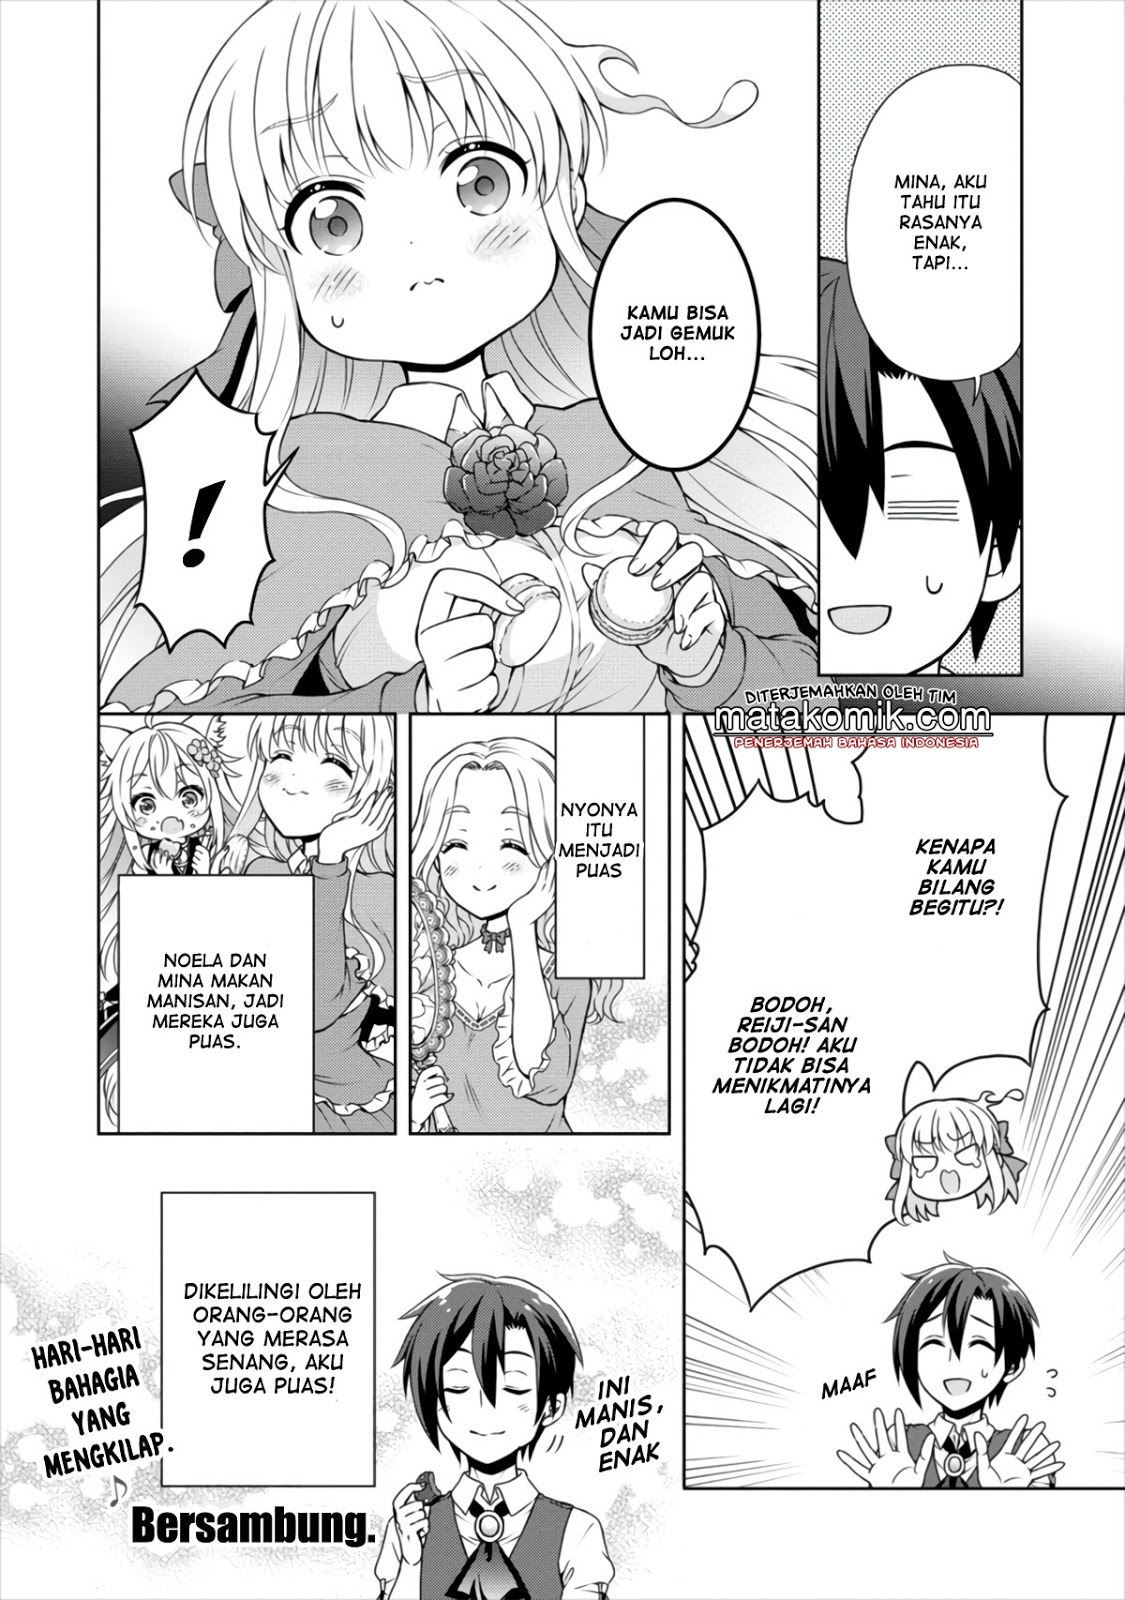 MINA, AKU
TAHU ITU
RASANYA
ENAK,
TAPI...
KAMU BISA
JADI GEMUK
LOH...
!
DITERJEMAHKAN OLEH TIM
matakomik.com
PENERJEMAH BAHASA INDONESIA
KENAPA
KAMU
BILANG
BEGITU?!
BODOH,
REIJI-SAN
BODOH! AKU
TIDAK BISA
MENIKMATINYA
LAGI!
MAAF
NYONYA
ITU
MENJADI
PUAS
NOELA DAN
MINA MAKAN
MANISAN, JADI
MEREKA JUGA
PUAS.
DIKELILINGI OLEH
ORANG-ORANG
YANG MERASA
SENANG, AKU
JUGA PUAS!
INI
MANIS,
DAN
ENAK
HARI-HARI
BAHAGIA
YANG
MENGKILAP.
♪
Bersambung.